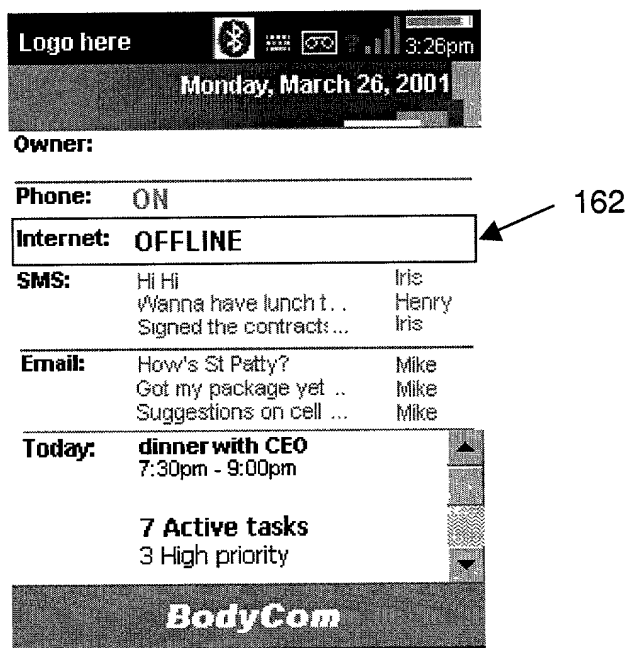 Logo here 3:26pm
Monday, March 26, 2001
Owner:
Phone: ON
Internet: OFFLINE 162
SMS: Hi Hi Iris
Wanna have lunch t. . Henry
Signed the contracts... Iris
Email: How's St Patty? Mike
Got my package yet .. Mike
Suggestions on cell ... Mike
Today: dinner with CEO
7:30pm - 9:00pm
7 Active tasks
3 High priority
BodyCom